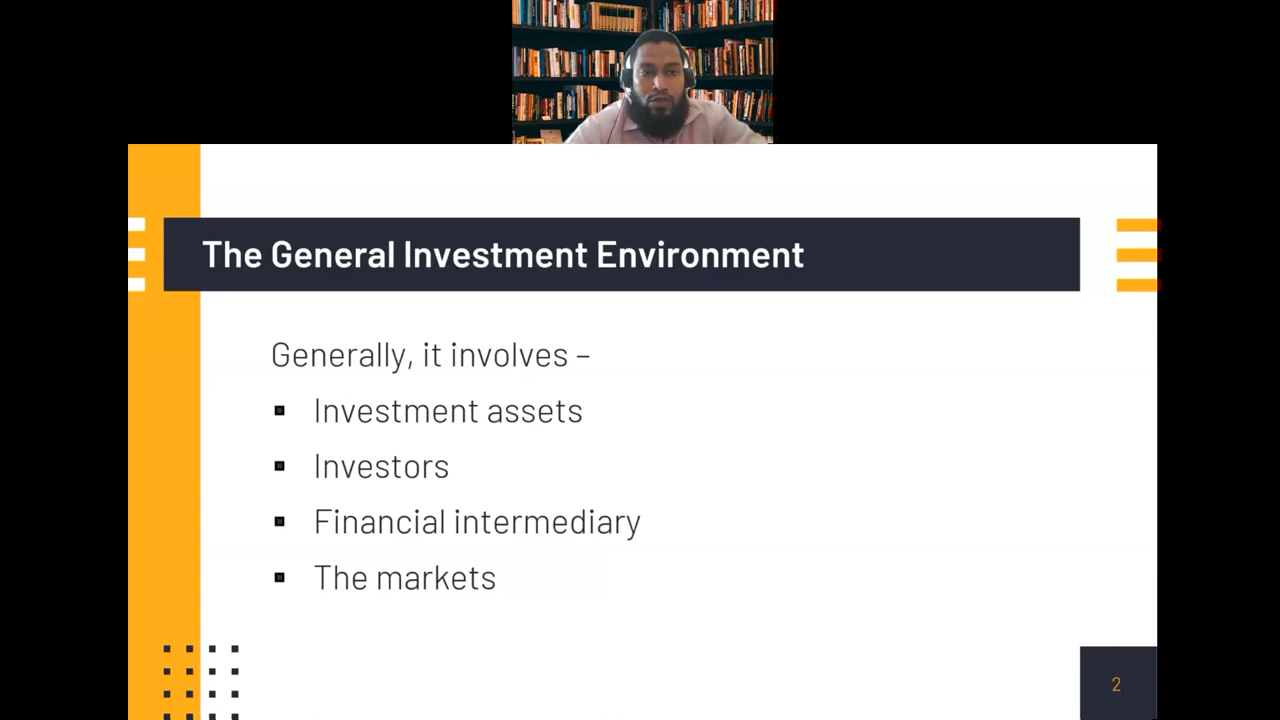 The General Investment Environment
Generally, it involves –
▪ Investment assets
▪ Investors
▪ Financial intermediary
▪ The markets
2